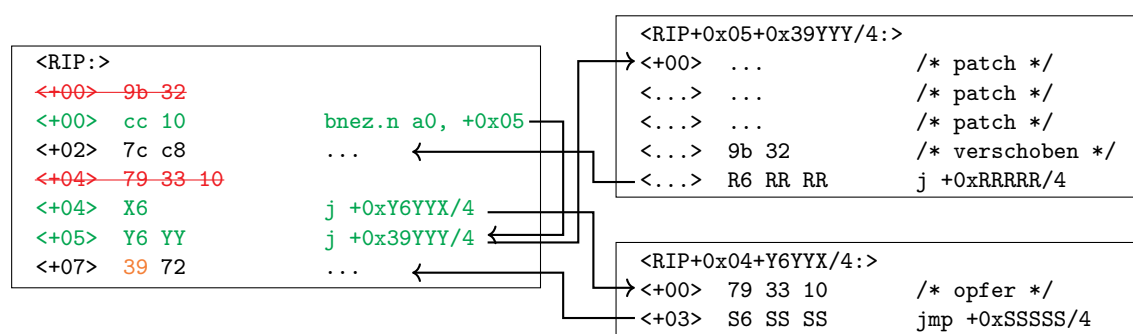 <RIP:>
<+00> 9b 32
<+00> cc 10 bnez.n a0, +0x05
<+02> 7c c8 ...
<+04> 79 33 10
<+04> X6 j +0xY6YYX/4
<+05> Y6 YY j +0x39YYY/4
<+07> 39 72 ...
<RIP+0x05+0x39YYY/4:>
<+00> ... /* patch */
<...> ... /* patch */
<...> ... /* patch */
<...> 9b 32 /* verschoben */
<...> R6 RR RR j +0xRRRRR/4
<RIP+0x04+Y6YYX/4:>
<+00> 79 33 10 /* opfer */
<+03> S6 SS SS jmp +0xSSSSS/4